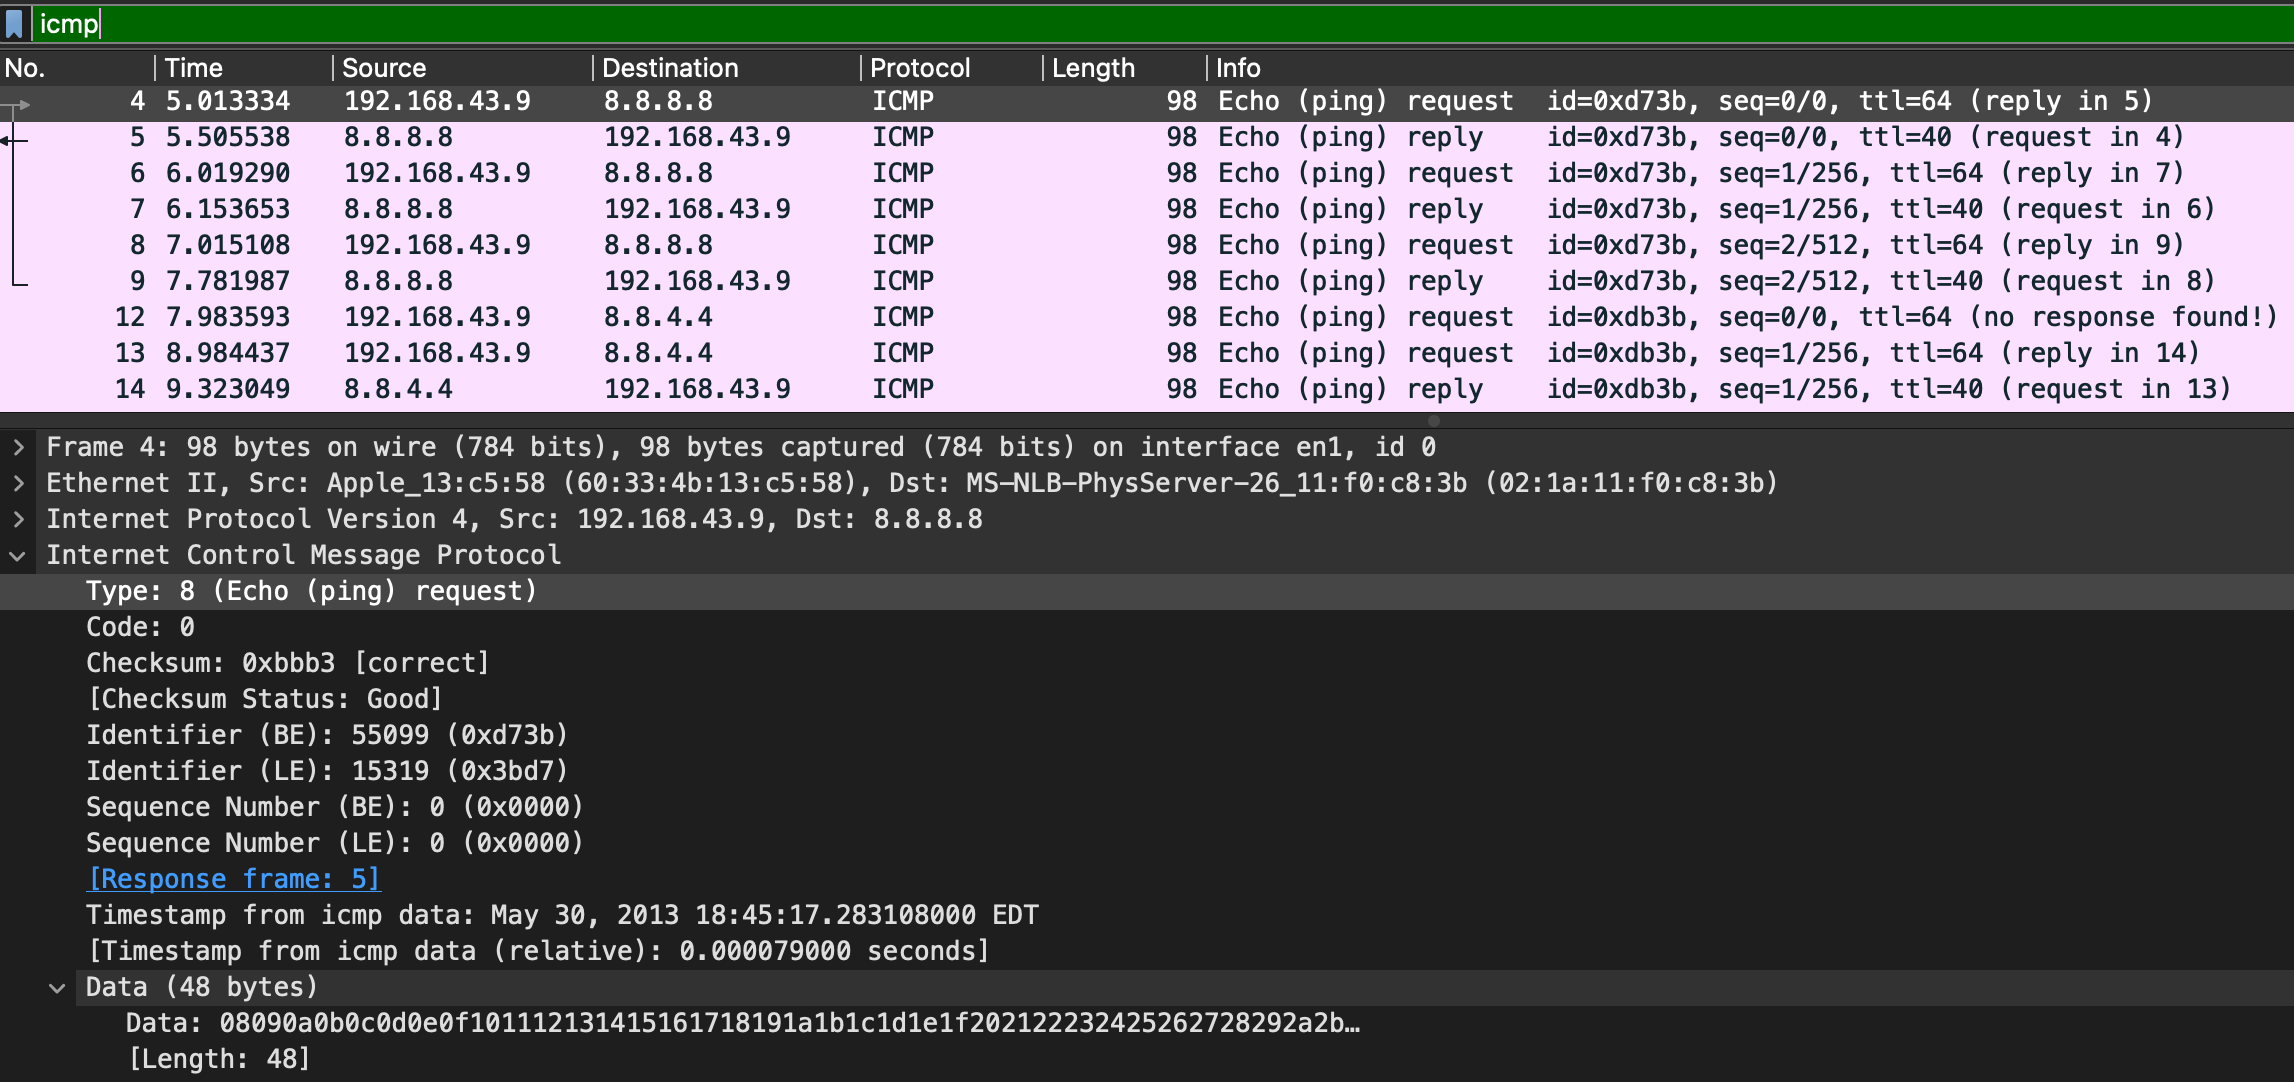 icmp
No. Time Source Destination Protocol Length Info
4 5.013334 192.168.43.9 8.8.8.8 ICMP 98 Echo (ping) request id=0xd73b, seq=0/0, ttl=64 (reply in 5)
5 5.505538 8.8.8.8 192.168.43.9 ICMP 98 Echo (ping) reply id=0xd73b, seq=0/0, ttl=40 (request in 4)
6 6.019290 192.168.43.9 8.8.8.8 ICMP 98 Echo (ping) request id=0xd73b, seq=1/256, ttl=64 (reply in 7)
7 6.153653 8.8.8.8 192.168.43.9 ICMP 98 Echo (ping) reply id=0xd73b, seq=1/256, ttl=40 (request in 6)
8 7.015108 192.168.43.9 8.8.8.8 ICMP 98 Echo (ping) request id=0xd73b, seq=2/512, ttl=64 (reply in 9)
9 7.781987 8.8.8.8 192.168.43.9 ICMP 98 Echo (ping) reply id=0xd73b, seq=2/512, ttl=40 (request in 8)
12 7.983593 192.168.43.9 8.8.4.4 ICMP 98 Echo (ping) request id=0xdb3b, seq=0/0, ttl=64 (no response found!)
13 8.984437 192.168.43.9 8.8.4.4 ICMP 98 Echo (ping) request id=0xdb3b, seq=1/256, ttl=64 (reply in 14)
14 9.323049 8.8.4.4 192.168.43.9 ICMP 98 Echo (ping) reply id=0xdb3b, seq=1/256, ttl=40 (request in 13)
Frame 4: 98 bytes on wire (784 bits), 98 bytes captured (784 bits) on interface en1, id 0
Ethernet II, Src: Apple_13:c5:58 (60:33:4b:13:c5:58), Dst: MS-NLB-PhysServer-26_11:f0:c8:3b (02:1a:11:f0:c8:3b)
Internet Protocol Version 4, Src: 192.168.43.9, Dst: 8.8.8.8
Internet Control Message Protocol
Type: 8 (Echo (ping) request)
Code: 0
Checksum: 0xbbb3 [correct]
[Checksum Status: Good]
Identifier (BE): 55099 (0xd73b)
Identifier (LE): 15319 (0x3bd7)
Sequence Number (BE): 0 (0x0000)
Sequence Number (LE): 0 (0x0000)
[Response frame: 5]
Timestamp from icmp data: May 30, 2013 18:45:17.283108000 EDT
[Timestamp from icmp data (relative): 0.000079000 seconds]
Data (48 bytes)
Data: 08090a0b0c0d0e0f101112131415161718191a1b1c1d1e1f202122232425262728292a2b…
[Length: 48]